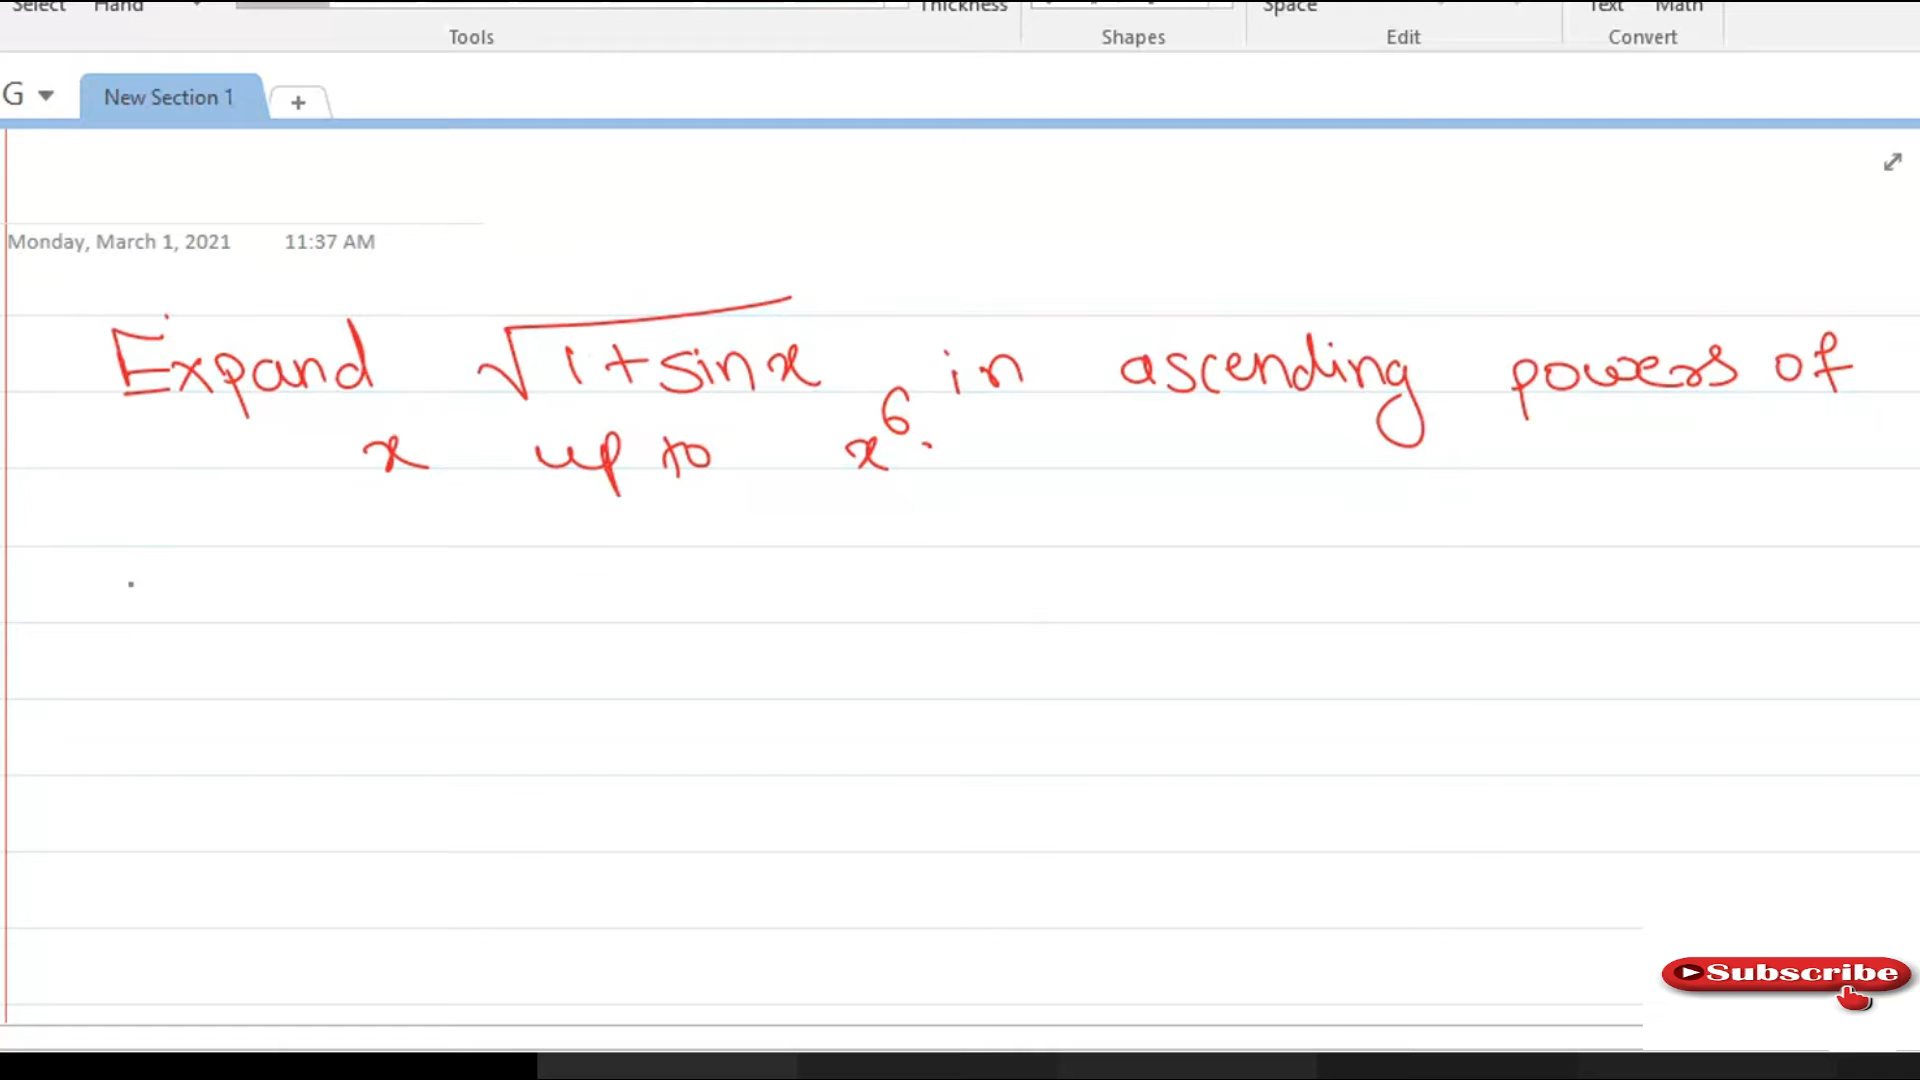 Select Hand Thickness Space Text Math
Tools Shapes Edit Convert
G New Section 1 +
Monday, March 1, 2021 11:37 AM
Expand √1+sinx in ascending powers of
x up to x⁶.
Subscribe